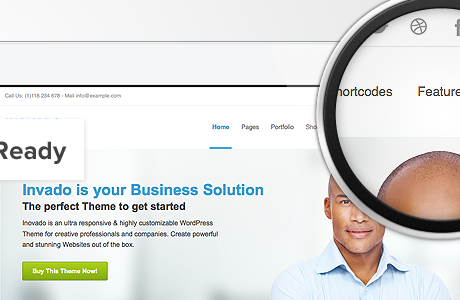 Call Us: (1)118 234 678 - Mail info@example.com
Home Pages Portfolio Sho
hortcodes Feature
Ready
Invado is your Business Solution
The perfect Theme to get started
Inovado is an ultra responsive & highly customizable WordPress
Theme for creative professionals and companies. Create powerful
and stunning Websites out of the box.
Buy This Theme Now!